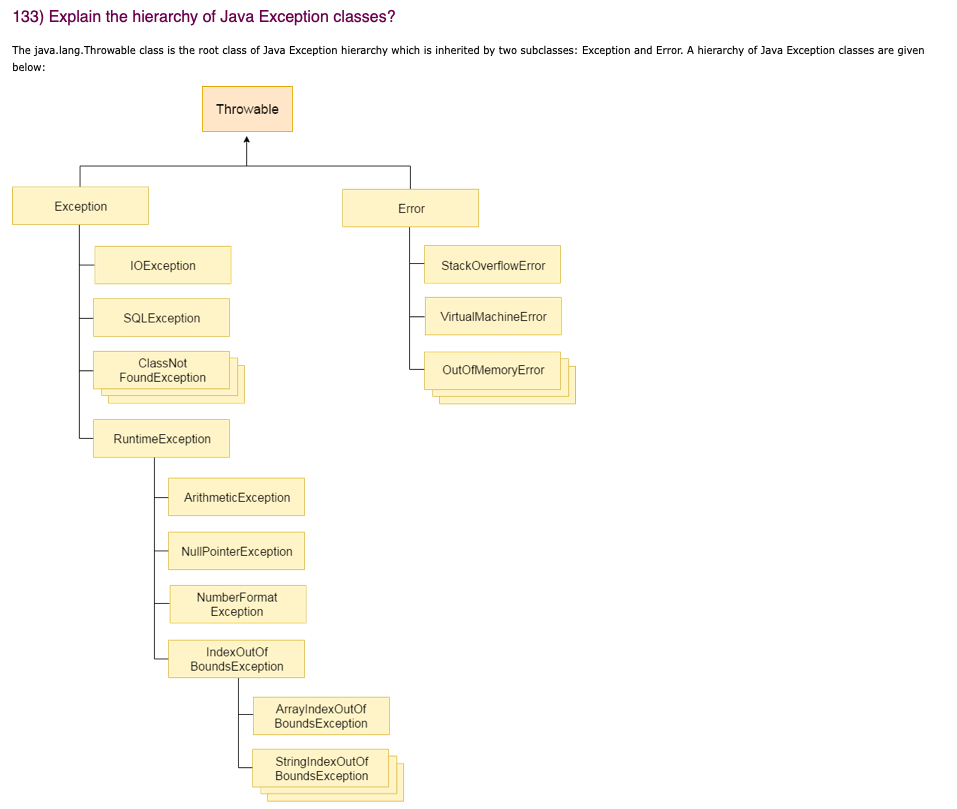 133) Explain the hierarchy of Java Exception classes?
The java.lang.Throwable class is the root class of Java Exception hierarchy which is inherited by two subclasses: Exception and Error. A hierarchy of Java Exception classes are given
below:
Throwable
Exception
Error
IOException
StackOverflowError
SQLException
VirtualMachineError
ClassNot
FoundException
OutOfMemoryError
RuntimeException
ArithmeticException
NullPointerException
NumberFormat
Exception
IndexOutOf
BoundsException
ArrayIndexOutOf
BoundsException
StringIndexOutOf
BoundsException